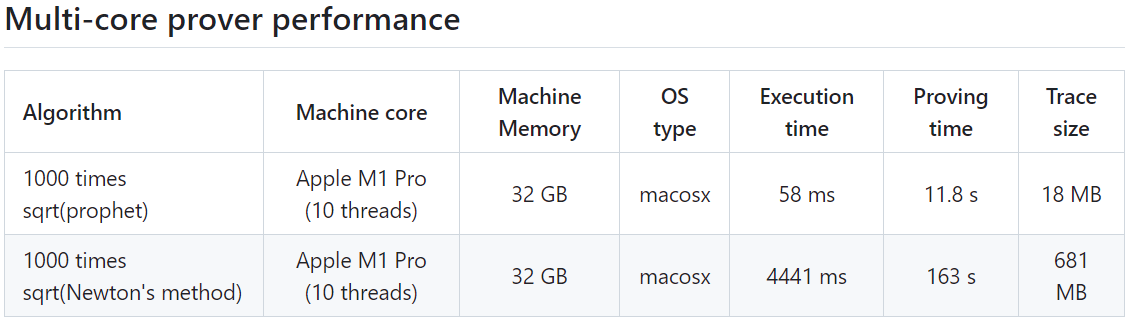 Multi-core prover performance
Algorithm
Machine core
Machine
Memory
OS
type
Execution
time
Proving
time
Trace
size
1000 times
sqrt(prophet)
Apple M1 Pro
(10 threads)
32 GB
macosx
58 ms
11.8 s
18 MB
1000 times
sqrt(Newton's method)
Apple M1 Pro
(10 threads)
32 GB
macosx
4441 ms
163 s
681
MB